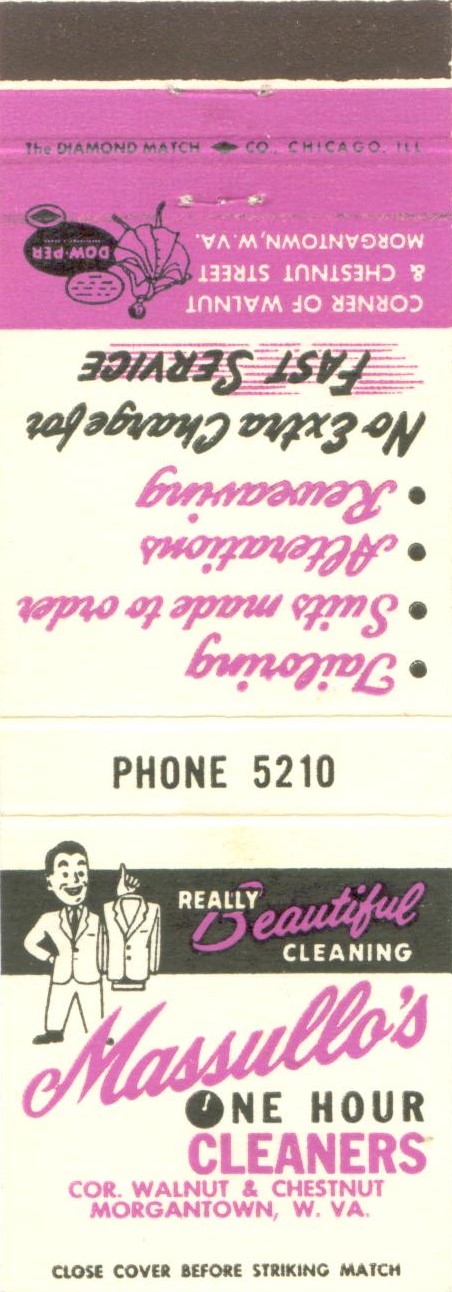 The DIAMOND MATCH CO., CHICAGO, ILL
Tailoring
Suits made to order
Alterations
Reweaving
No Extra Charge for
FAST SERVICE
CORNER OF WALNUT
& CHESTNUT STREET
MORGANTOWN, W. VA.
DOW-PER
PHONE 5210
REALLY Beautiful
CLEANING
Massullo's
ONE HOUR
CLEANERS
COR. WALNUT & CHESTNUT
MORGANTOWN, W. VA.
CLOSE COVER BEFORE STRIKING MATCH